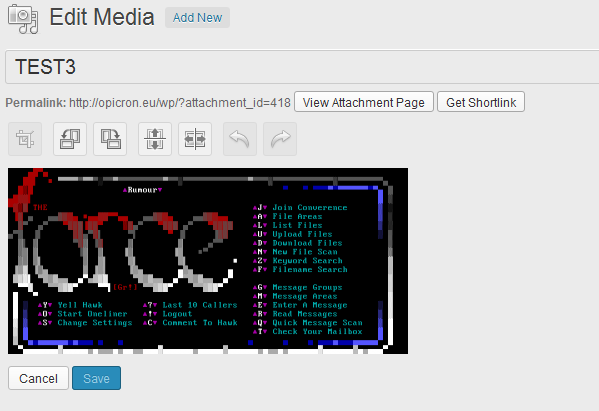 Edit Media Add New
TEST3
Permalink: http://opicron.eu/wp/?attachment_id=418 View Attachment Page Get Shortlink
Rumour
THE
J Join Converence
A File Areas
L List Files
U Upload Files
D Download Files
N New File Scan
Z Keyword Search
F Filename Search
G Message Groups
M Message Areas
Y Yell Hawk ? Last 10 Callers E Enter A Message
O Start Oneliner ! Logout R Read Messages
S Change Settings C Comment To Hawk Q Quick Message Scan
T Check Your Mailbox
Cancel Save